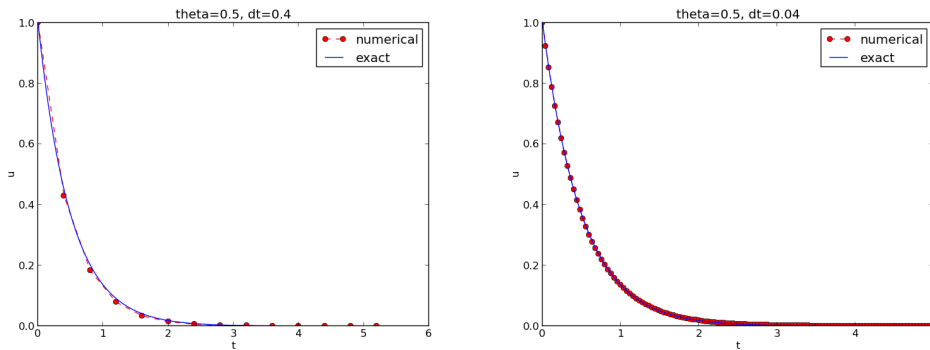 theta=0.5, dt=0.4
1.0
0.8
0.6
0.4
0.2
0.0
u
0 1 2 3 4 5 6
t
numerical
exact
theta=0.5, dt=0.04
1.0
0.8
0.6
0.4
0.2
0.0
u
0 1 2 3 4
t
numerical
exact